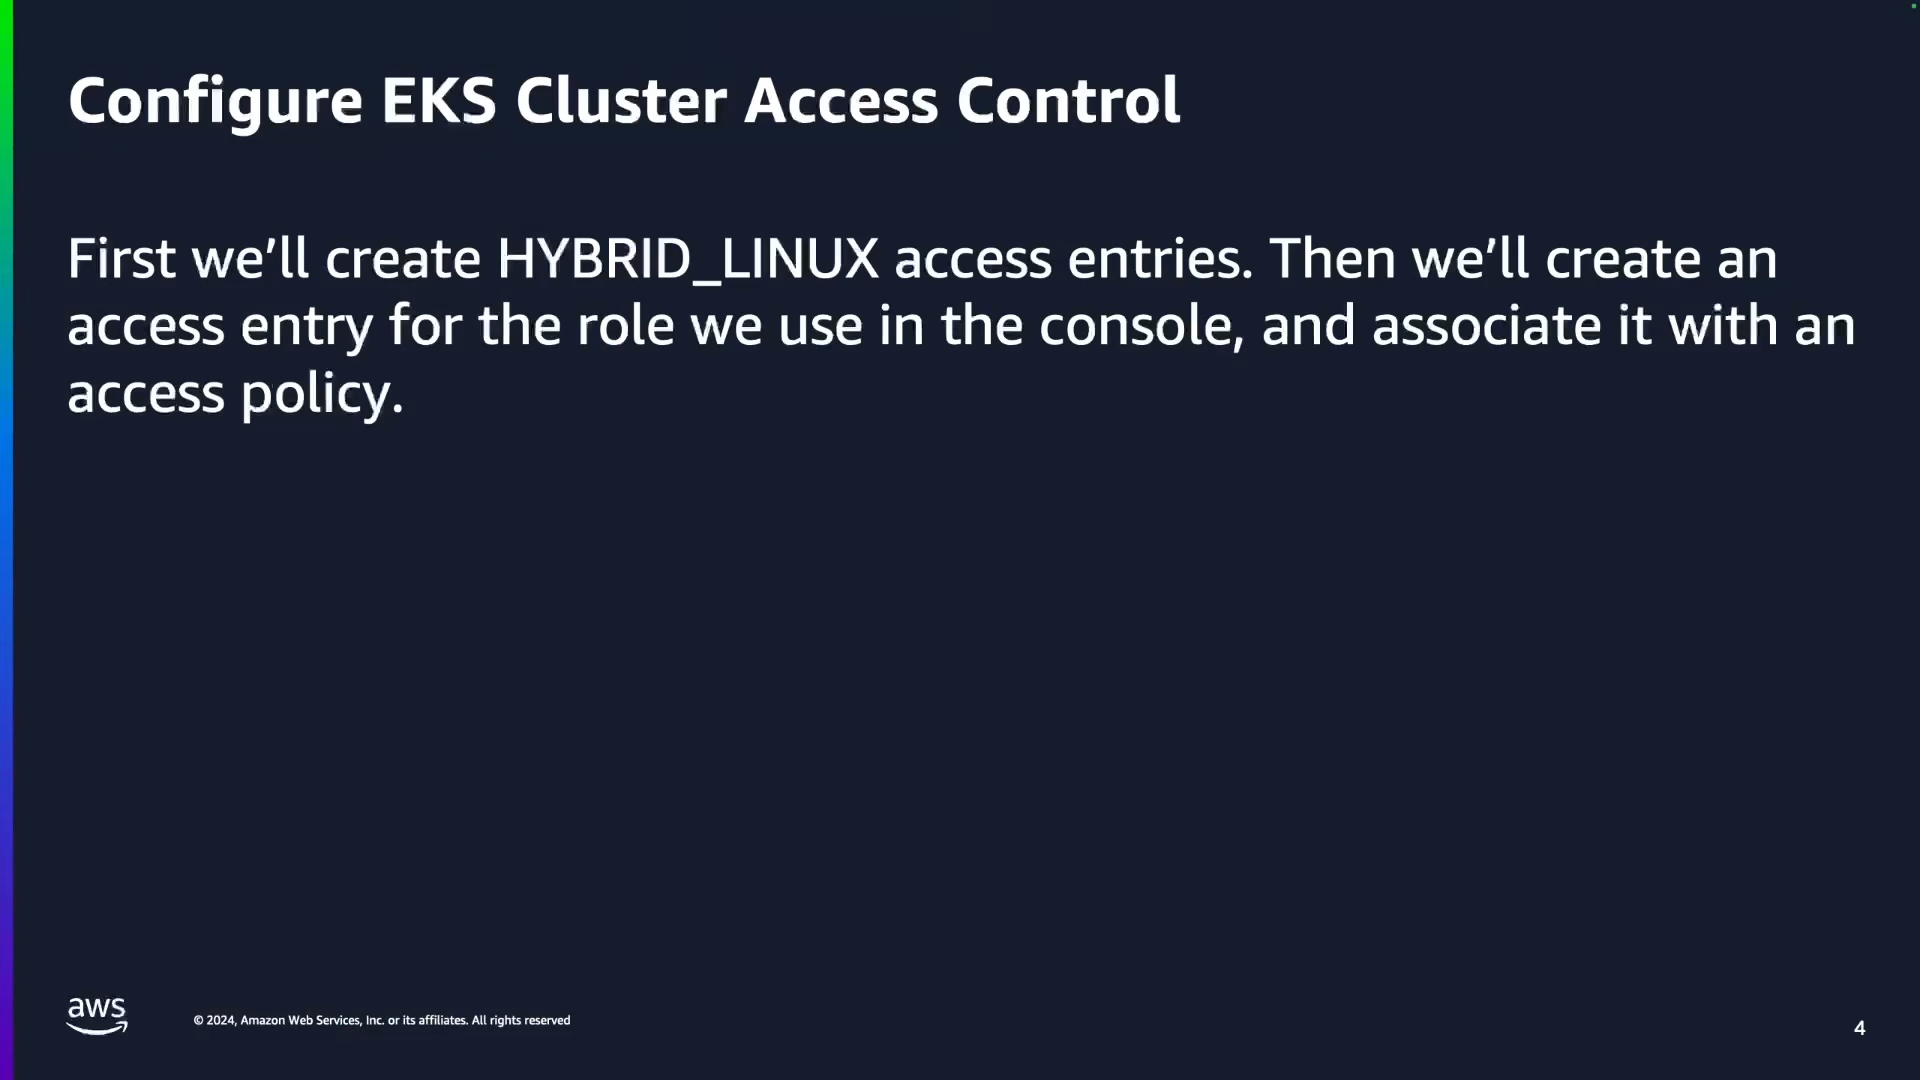 Configure EKS Cluster Access Control
First we’ll create HYBRID_LINUX access entries. Then we’ll create an
access entry for the role we use in the console, and associate it with an
access policy.
aws
© 2024, Amazon Web Services, Inc. or its affiliates. All rights reserved
4